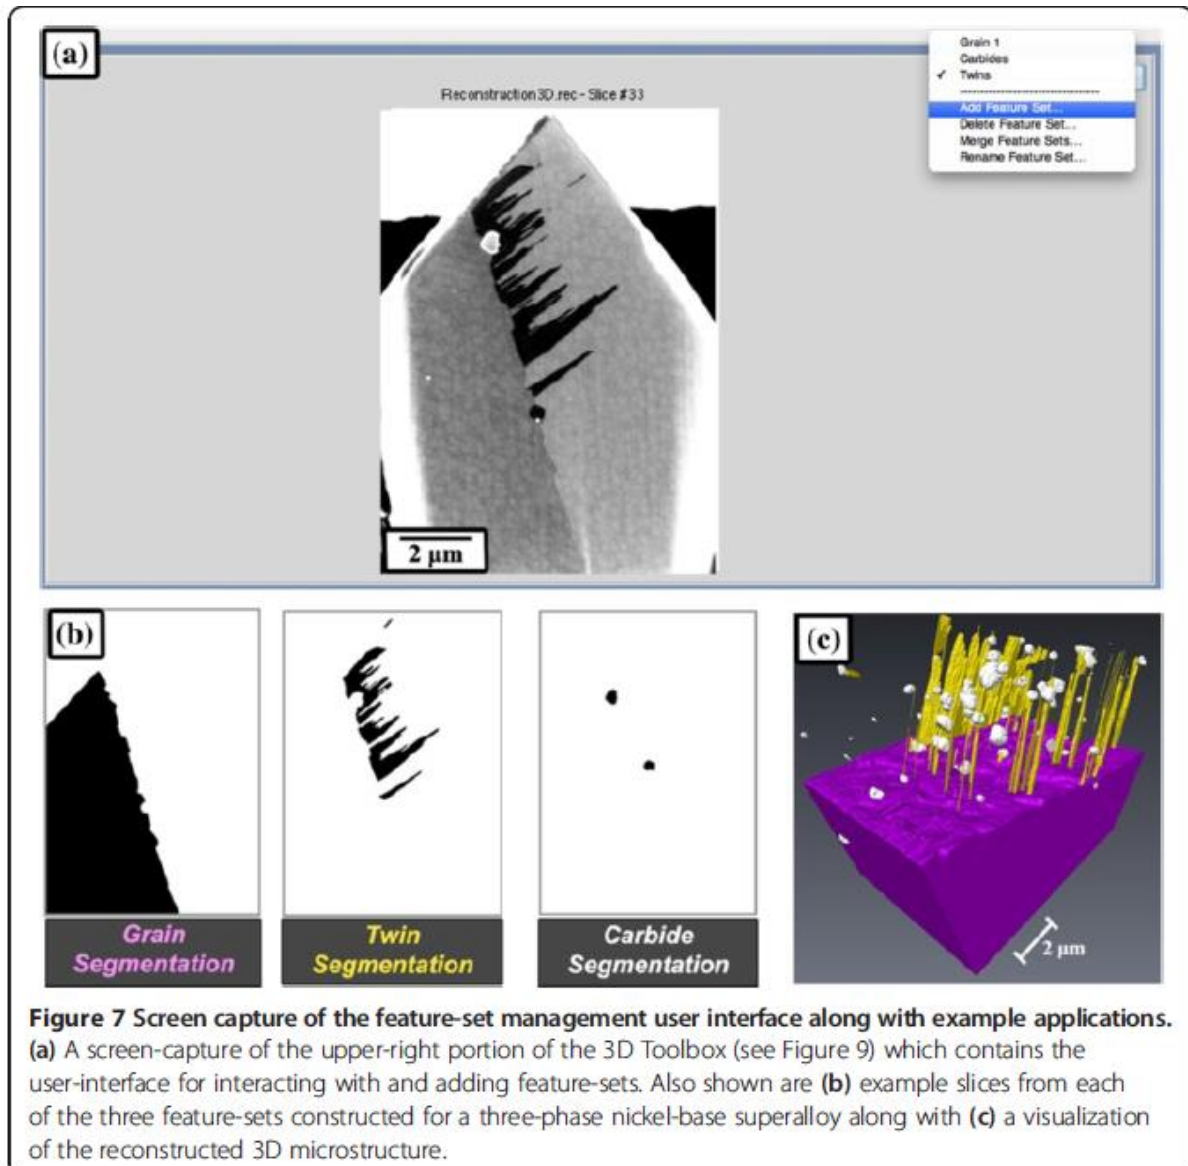 (a)
Reconstruction3D.rec - Slice #33
Grain 1
Carbides
✓ Twins
Add Feature Set...
Delete Feature Set...
Merge Feature Sets...
Rename Feature Set...
2 μm
(b)
Grain
Segmentation
Twin
Segmentation
Carbide
Segmentation
(c)
2 μm
Figure 7 Screen capture of the feature-set management user interface along with example applications.
(a) A screen-capture of the upper-right portion of the 3D Toolbox (see Figure 9) which contains the
user-interface for interacting with and adding feature-sets. Also shown are (b) example slices from each
of the three feature-sets constructed for a three-phase nickel-base superalloy along with (c) a visualization
of the reconstructed 3D microstructure.